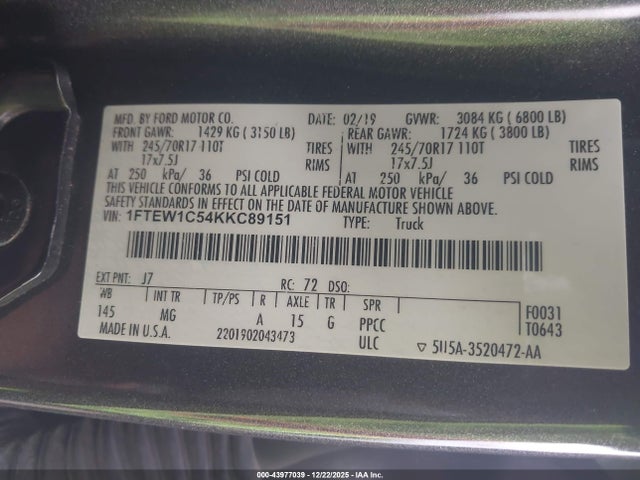 MFD. BY FORD MOTOR CO. DATE: 02/19 GVWR: 3084 KG ( 6800 LB)
FRONT GAWR: 1429 KG ( 3150 LB) REAR GAWR: 1724 KG ( 3800 LB)
WITH 245/70R17 110T TIRES WITH 245/70R17 110T TIRES
17x7.5J RIMS 17x7.5J RIMS
AT 250 kPa/ 36 PSI COLD AT 250 kPa/ 36 PSI COLD
THIS VEHICLE CONFORMS TO ALL APPLICABLE FEDERAL MOTOR VEHICLE
SAFETY STANDARDS IN EFFECT ON THE DATE OF MANUFACTURE SHOWN ABOVE.
VIN: 1FTEW1C54KKC89151 TYPE: Truck
EXT PNT: J7 RC: 72 DSO:
WB INT TR TP/PS R AXLE TR SPR F0031
145 MG A 15 G PPCC T0643
MADE IN U.S.A. 2201902043473 ULC ▽ 5U5A-3520472-AA
000-43977039 - 12/22/2025 - IAA Inc.